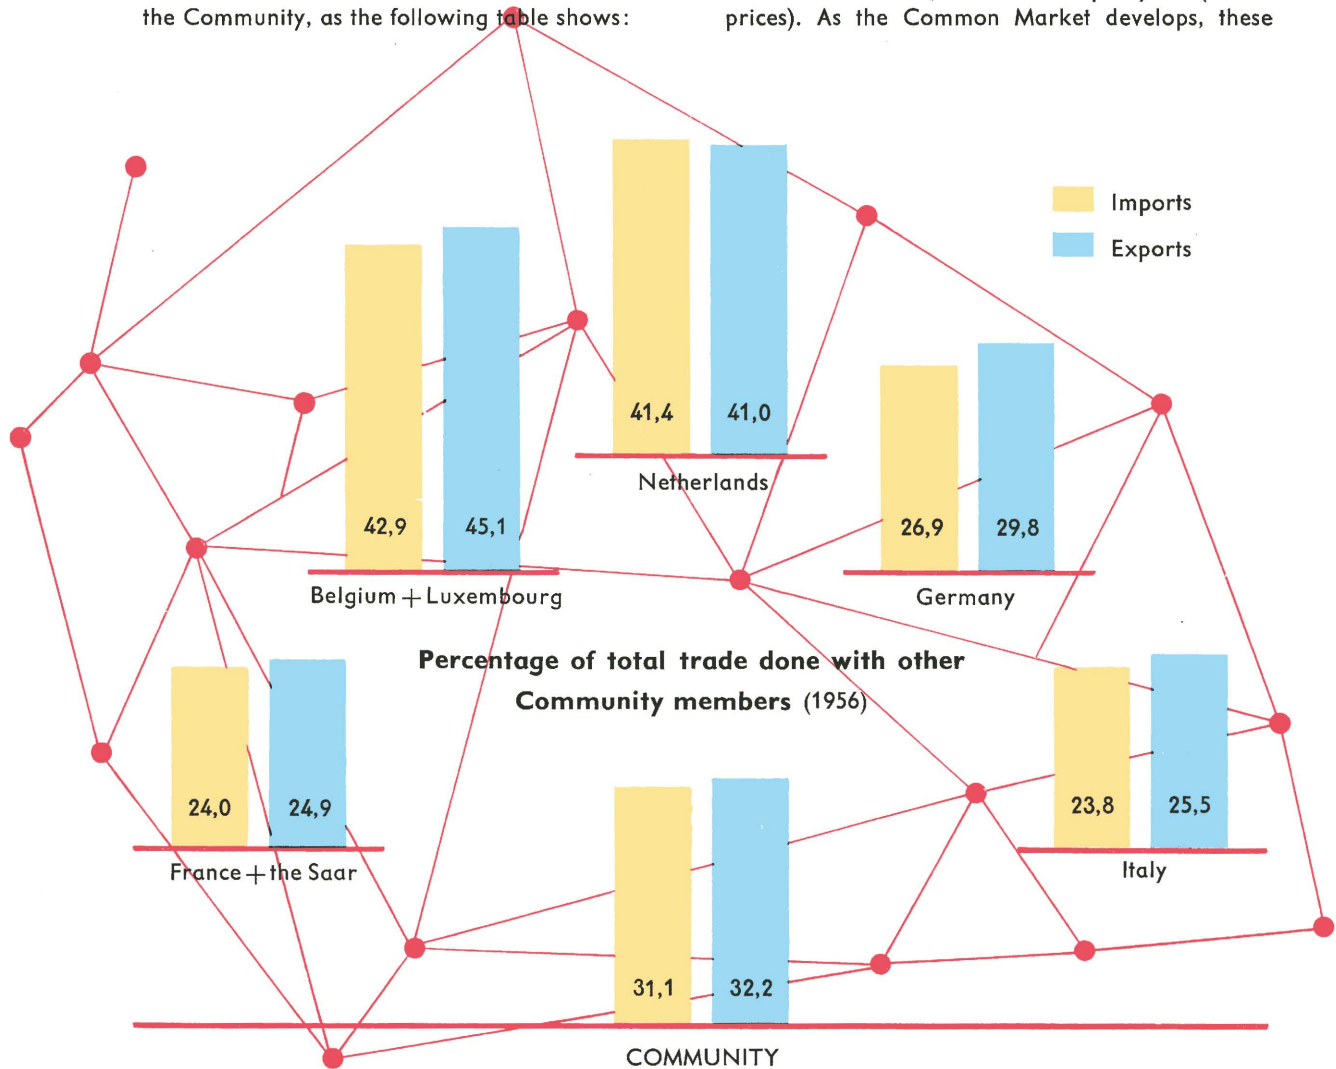 the Community, as the following table shows:
prices). As the Common Market develops, these
Imports
Exports
41,4 41,0
Netherlands
42,9 45,1
Belgium + Luxembourg
26,9 29,8
Germany
Percentage of total trade done with other
Community members (1956)
24,0 24,9
France + the Saar
23,8 25,5
Italy
31,1 32,2
COMMUNITY